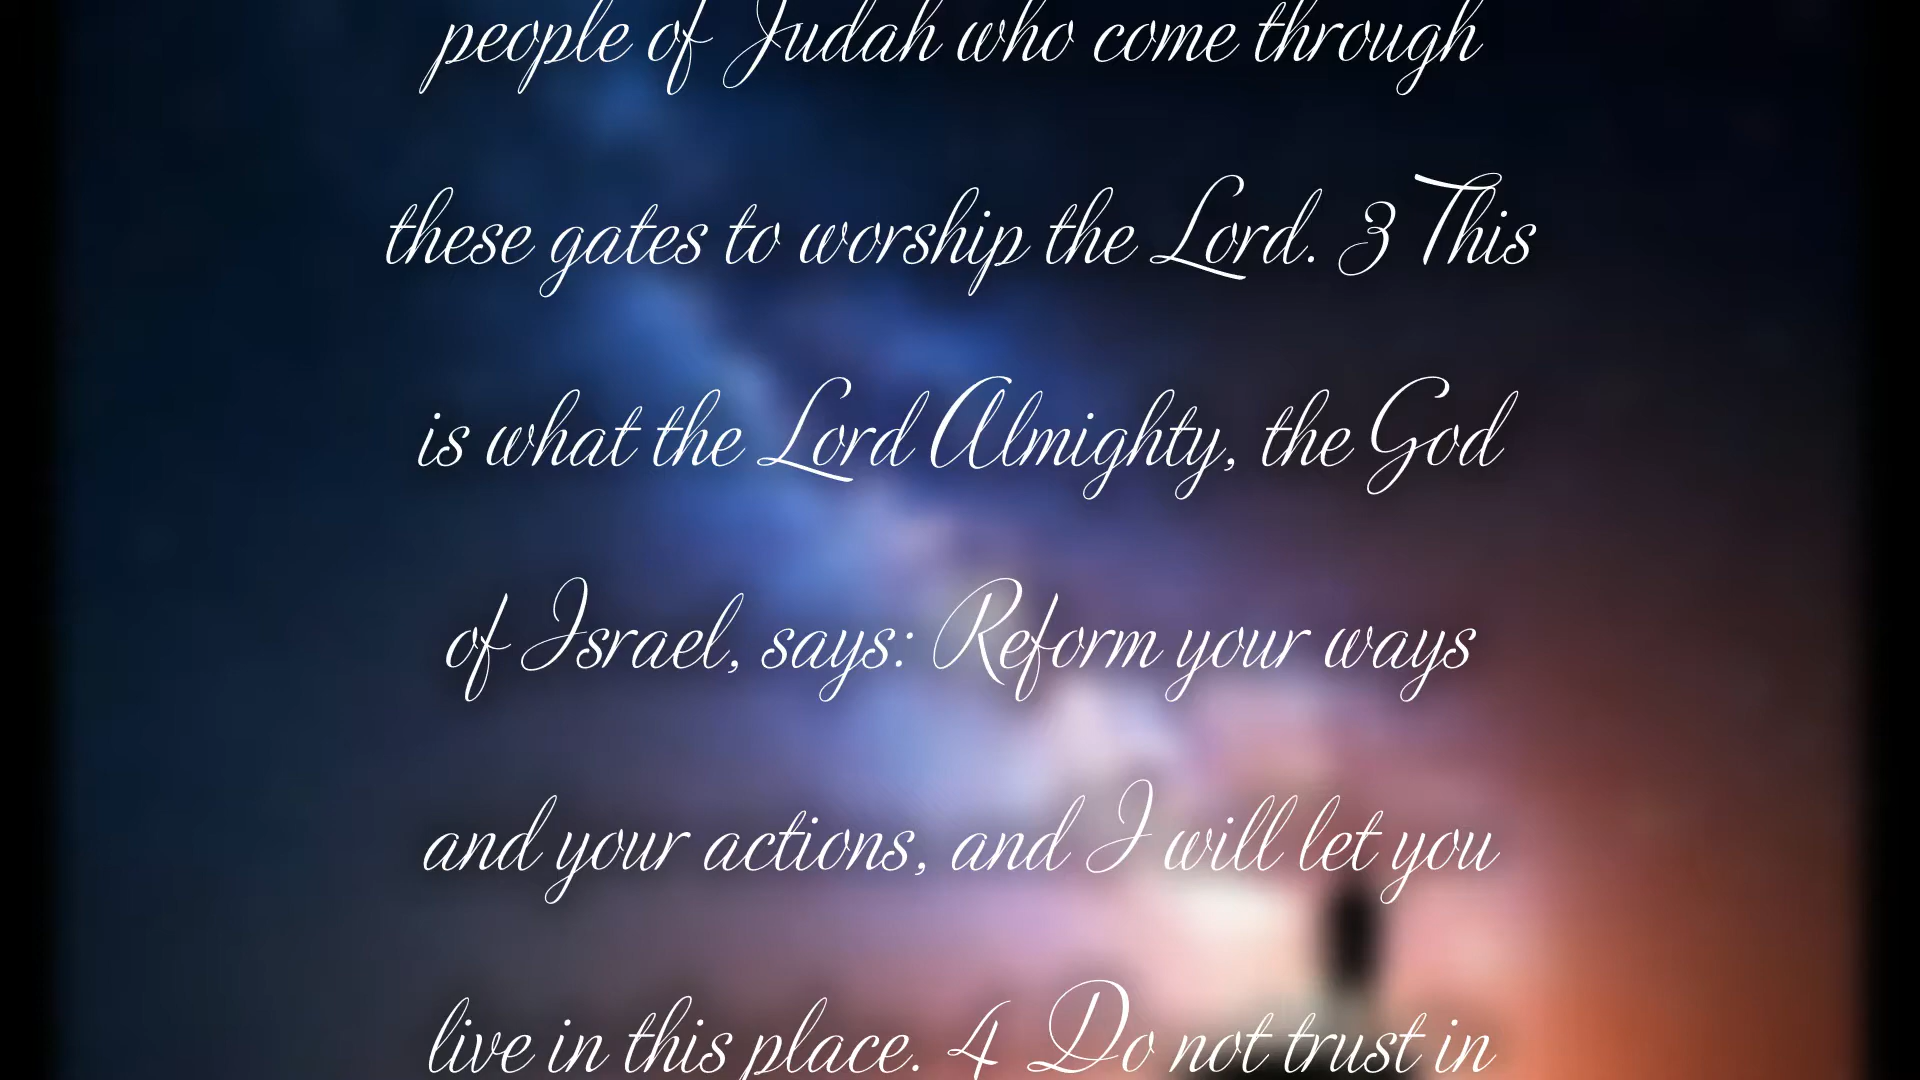 people of Judah who come through
these gates to worship the Lord. 3 This
is what the Lord Almighty, the God
of Israel, says: Reform your ways
and your actions, and I will let you
live in this place. 4 Do not trust in